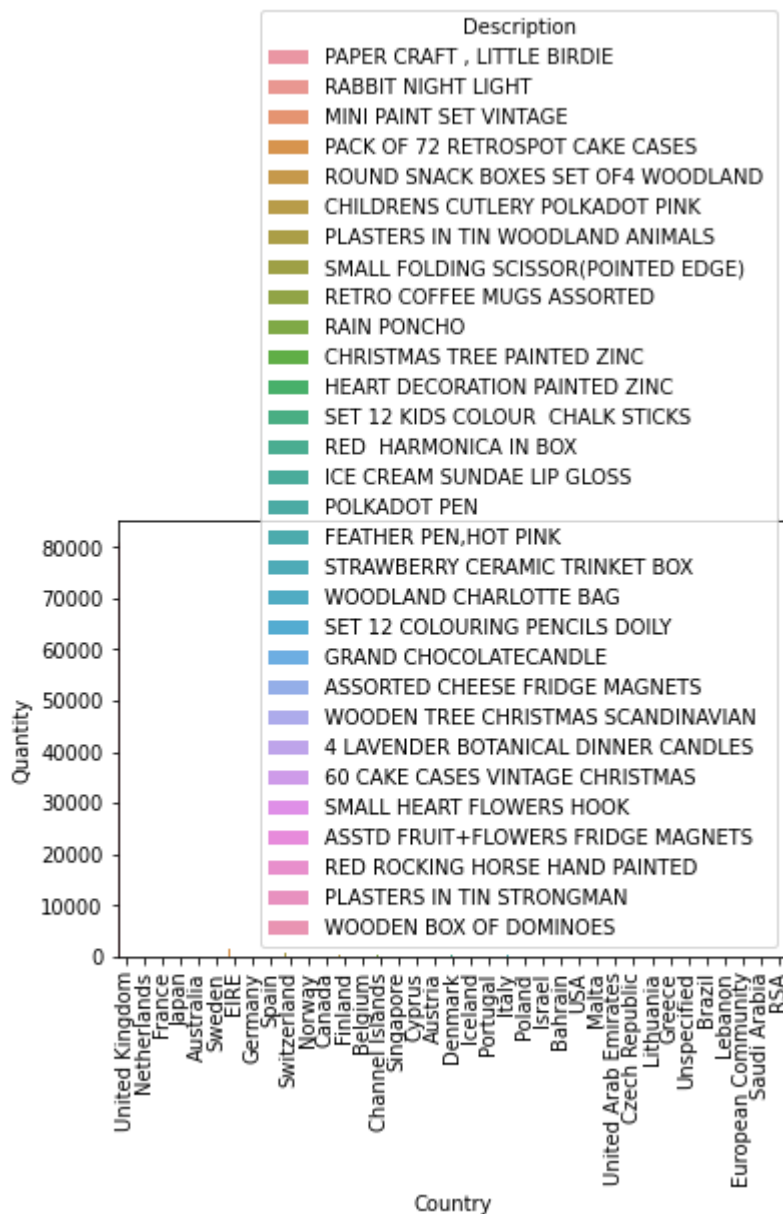 Description
PAPER CRAFT , LITTLE BIRDIE
RABBIT NIGHT LIGHT
MINI PAINT SET VINTAGE
PACK OF 72 RETROSPOT CAKE CASES
ROUND SNACK BOXES SET OF4 WOODLAND
CHILDRENS CUTLERY POLKADOT PINK
PLASTERS IN TIN WOODLAND ANIMALS
SMALL FOLDING SCISSOR(POINTED EDGE)
RETRO COFFEE MUGS ASSORTED
RAIN PONCHO
CHRISTMAS TREE PAINTED ZINC
HEART DECORATION PAINTED ZINC
SET 12 KIDS COLOUR  CHALK STICKS
RED  HARMONICA IN BOX
ICE CREAM SUNDAE LIP GLOSS
POLKADOT PEN
FEATHER PEN,HOT PINK
STRAWBERRY CERAMIC TRINKET BOX
WOODLAND CHARLOTTE BAG
SET 12 COLOURING PENCILS DOILY
GRAND CHOCOLATECANDLE
ASSORTED CHEESE FRIDGE MAGNETS
WOODEN TREE CHRISTMAS SCANDINAVIAN
4 LAVENDER BOTANICAL DINNER CANDLES
60 CAKE CASES VINTAGE CHRISTMAS
SMALL HEART FLOWERS HOOK
ASSTD FRUIT+FLOWERS FRIDGE MAGNETS
RED ROCKING HORSE HAND PAINTED
PLASTERS IN TIN STRONGMAN
WOODEN BOX OF DOMINOES
Quantity
80000
70000
60000
50000
40000
30000
20000
10000
0
United Kingdom
Netherlands
France
Japan
Australia
Sweden
EIRE
Germany
Spain
Switzerland
Norway
Canada
Finland
Belgium
Channel Islands
Singapore
Cyprus
Austria
Denmark
Iceland
Portugal
Italy
Poland
Israel
Bahrain
USA
Malta
United Arab Emirates
Czech Republic
Lithuania
Greece
Unspecified
Brazil
Lebanon
European Community
Saudi Arabia
RSA
Country